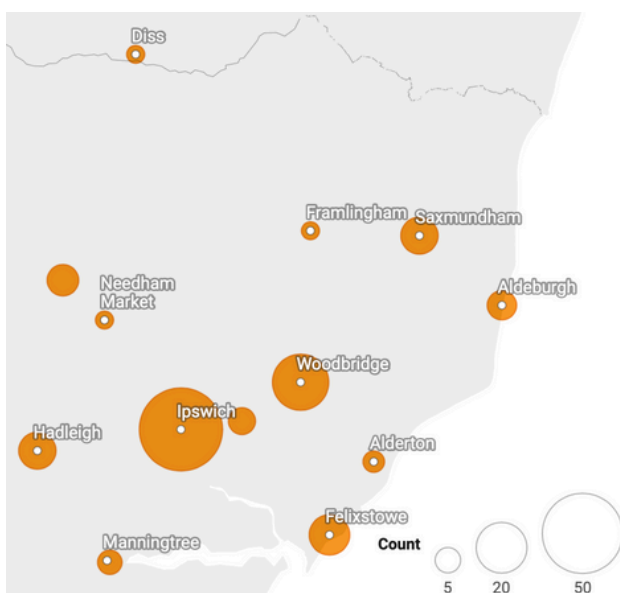 Diss
Framlingham
Saxmundham
Needham
Market
Aldeburgh
Woodbridge
Ipswich
Hadleigh
Alderton
Felixstowe
Manningtree
Count
5 20 50